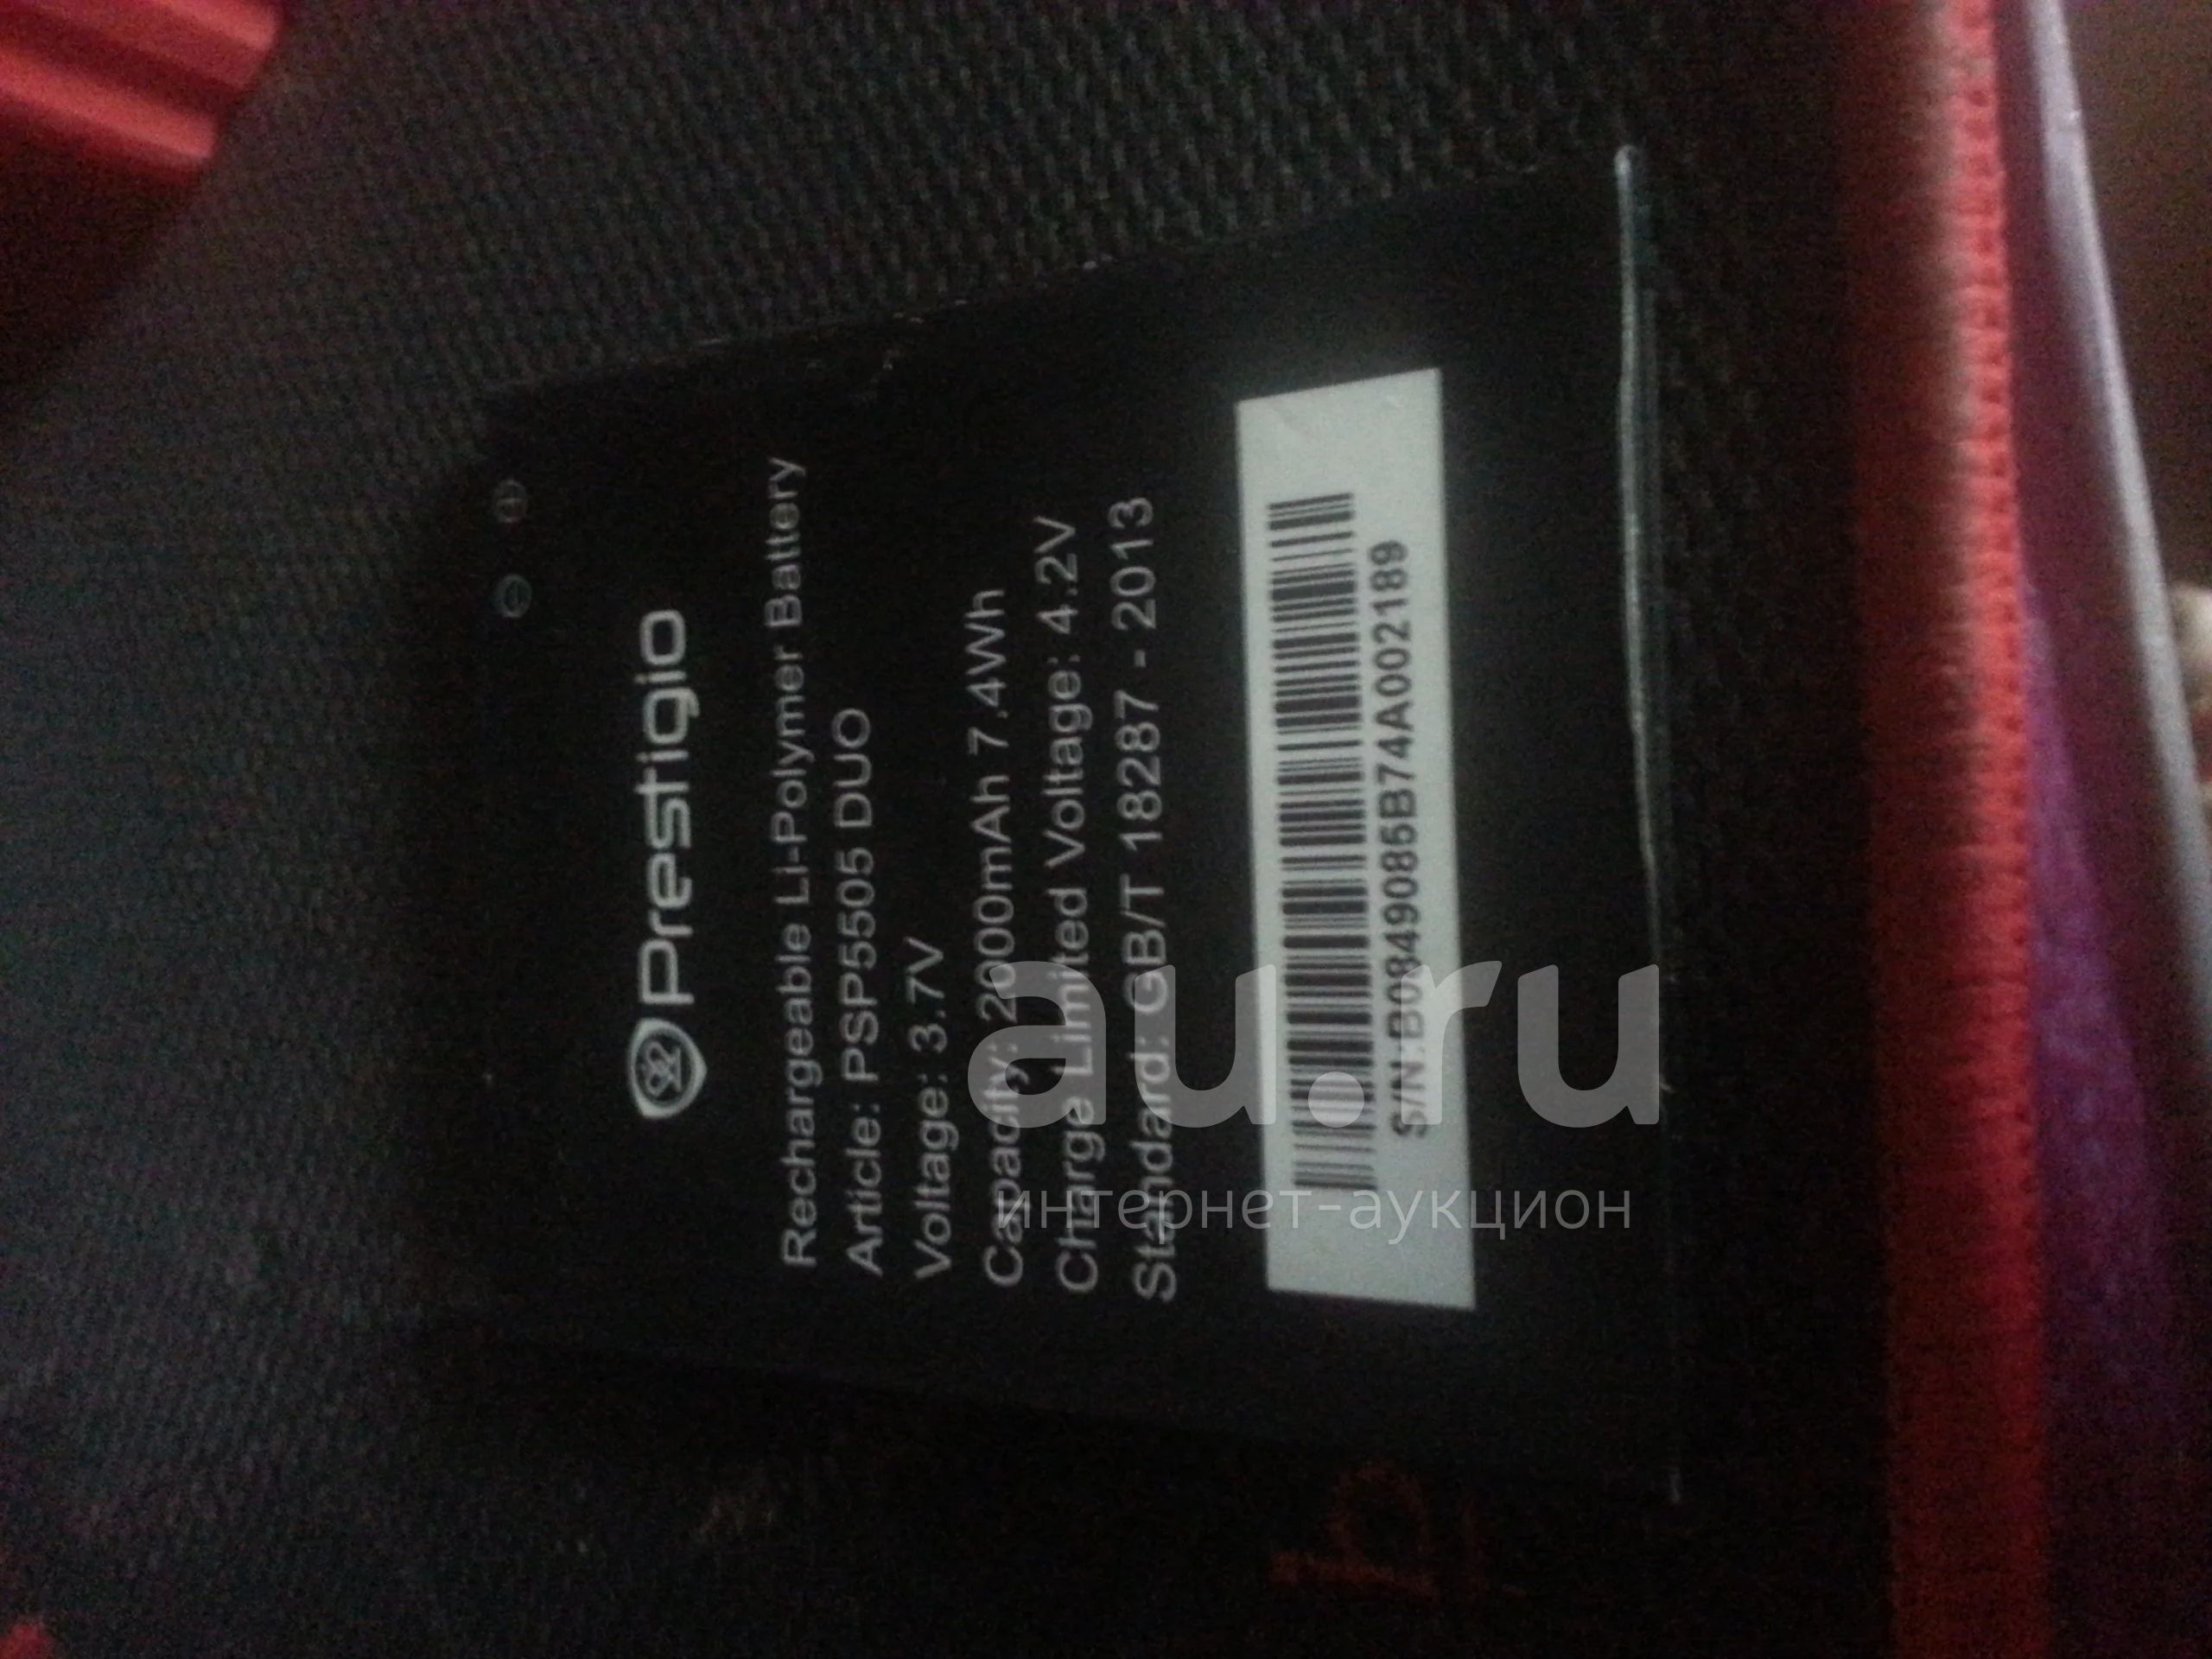 Prestigio
Rechargeable Li-Polymer Battery
Article: PSP5505 DUO
Voltage: 3.7V
Capacity: 2000mAh 7.4Wh
Charge Limited Voltage: 4.2V
Standard: GB/T 18287 - 2013
S/N:B0849085B74A002189
au.ru
интернет-аукцион